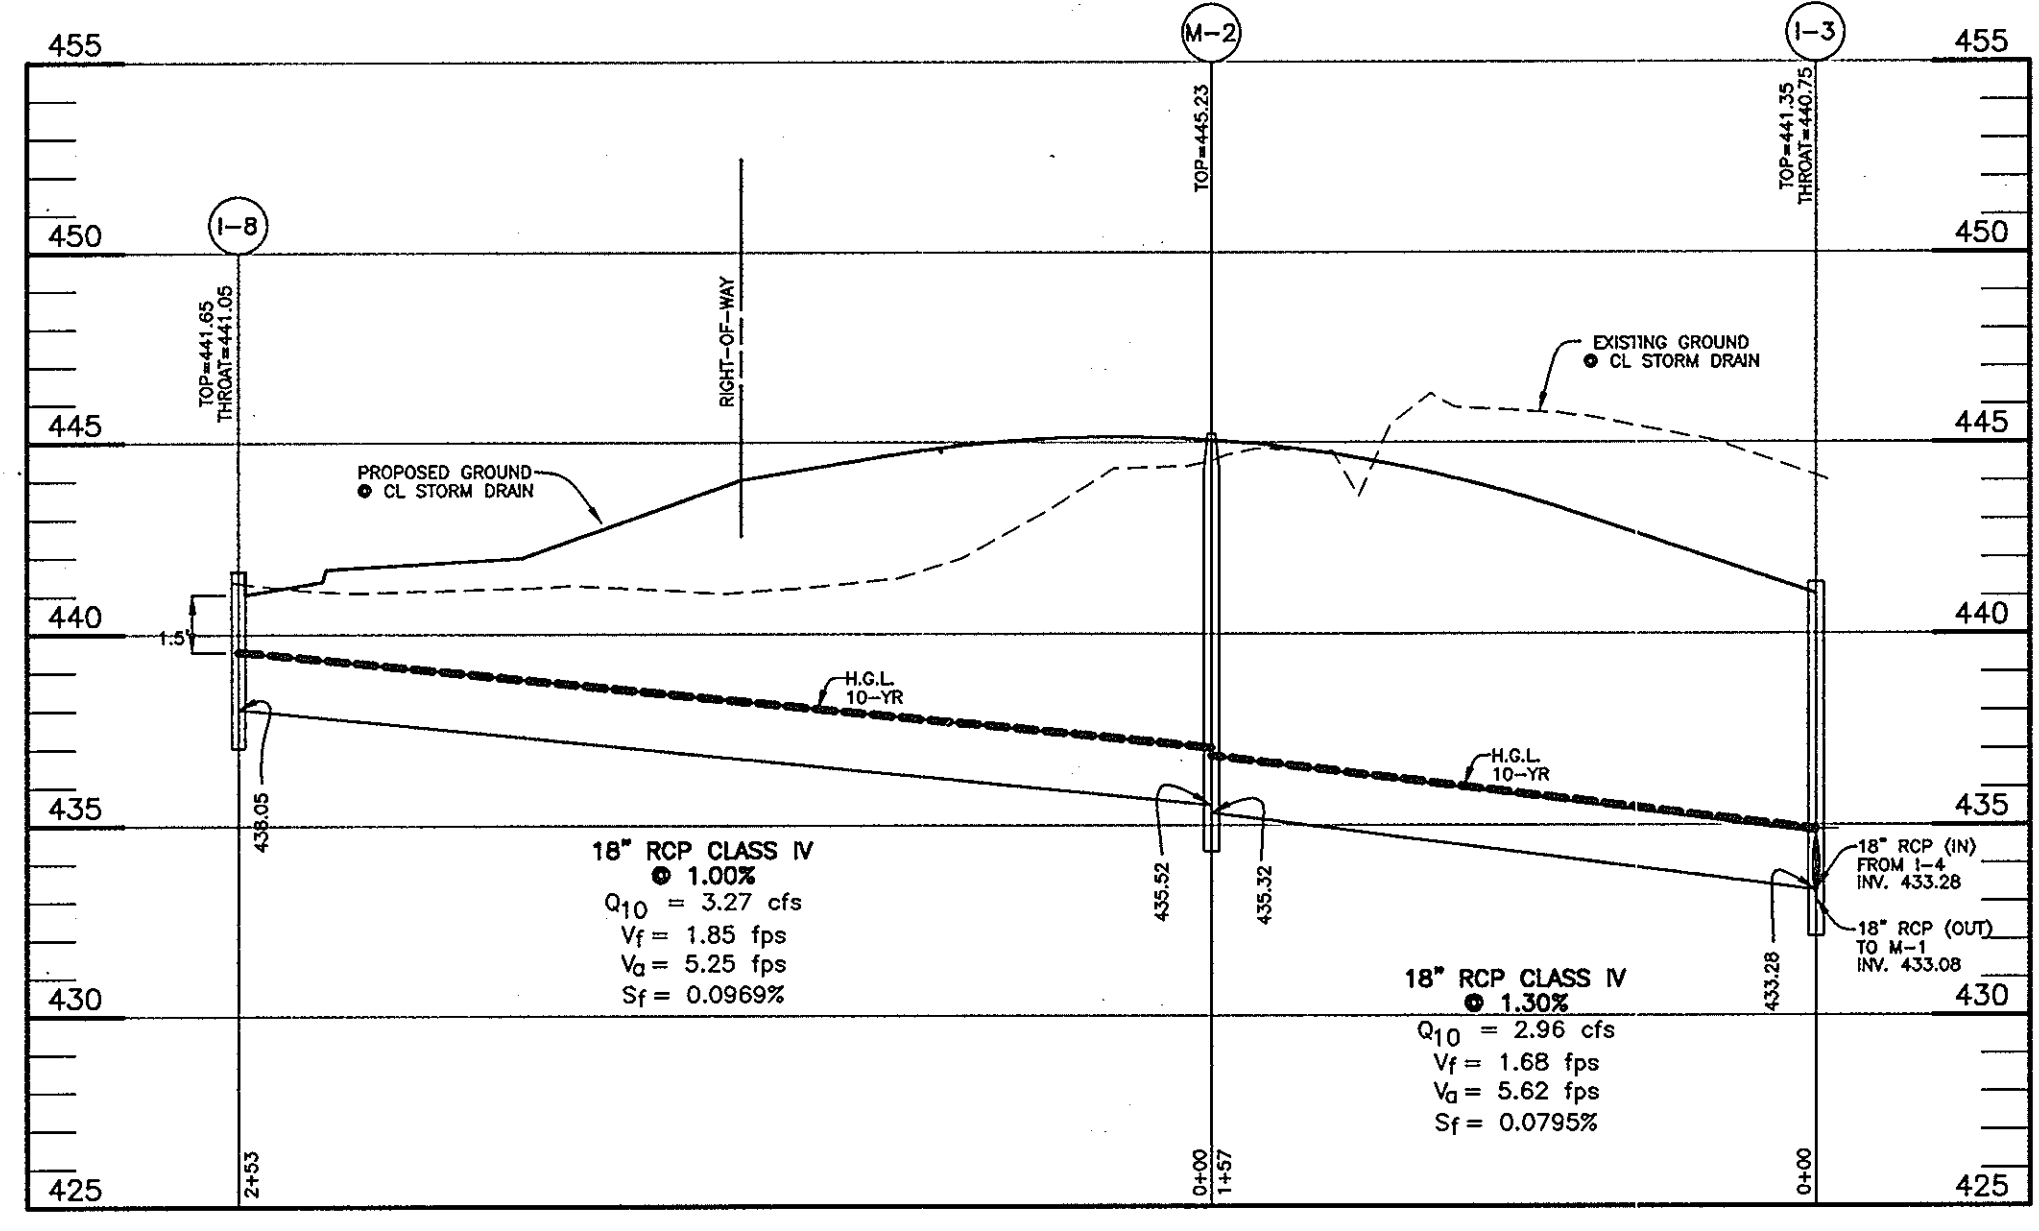 M-2
I-3
455
455
TOP=445.23
TOP=441.35
THROAT=440.75
I-8
450
450
TOP=441.65
THROAT=441.05
RIGHT-OF-WAY
EXISTING GROUND
@ CL STORM DRAIN
445
445
PROPOSED GROUND
@ CL STORM DRAIN
440
440
1.5'
H.G.L.
10-YR
H.G.L.
10-YR
438.05
435
435
435.52
435.32
18" RCP CLASS IV
@ 1.00%
Q10 = 3.27 cfs
Vf = 1.85 fps
Va = 5.25 fps
Sf = 0.0969%
18" RCP (IN)
FROM I-4
INV. 433.28
18" RCP (OUT)
TO M-1
INV. 433.08
433.28
18" RCP CLASS IV
@ 1.30%
Q10 = 2.96 cfs
Vf = 1.68 fps
Va = 5.62 fps
Sf = 0.0795%
430
430
2+53
0+00
1+57
0+00
425
425